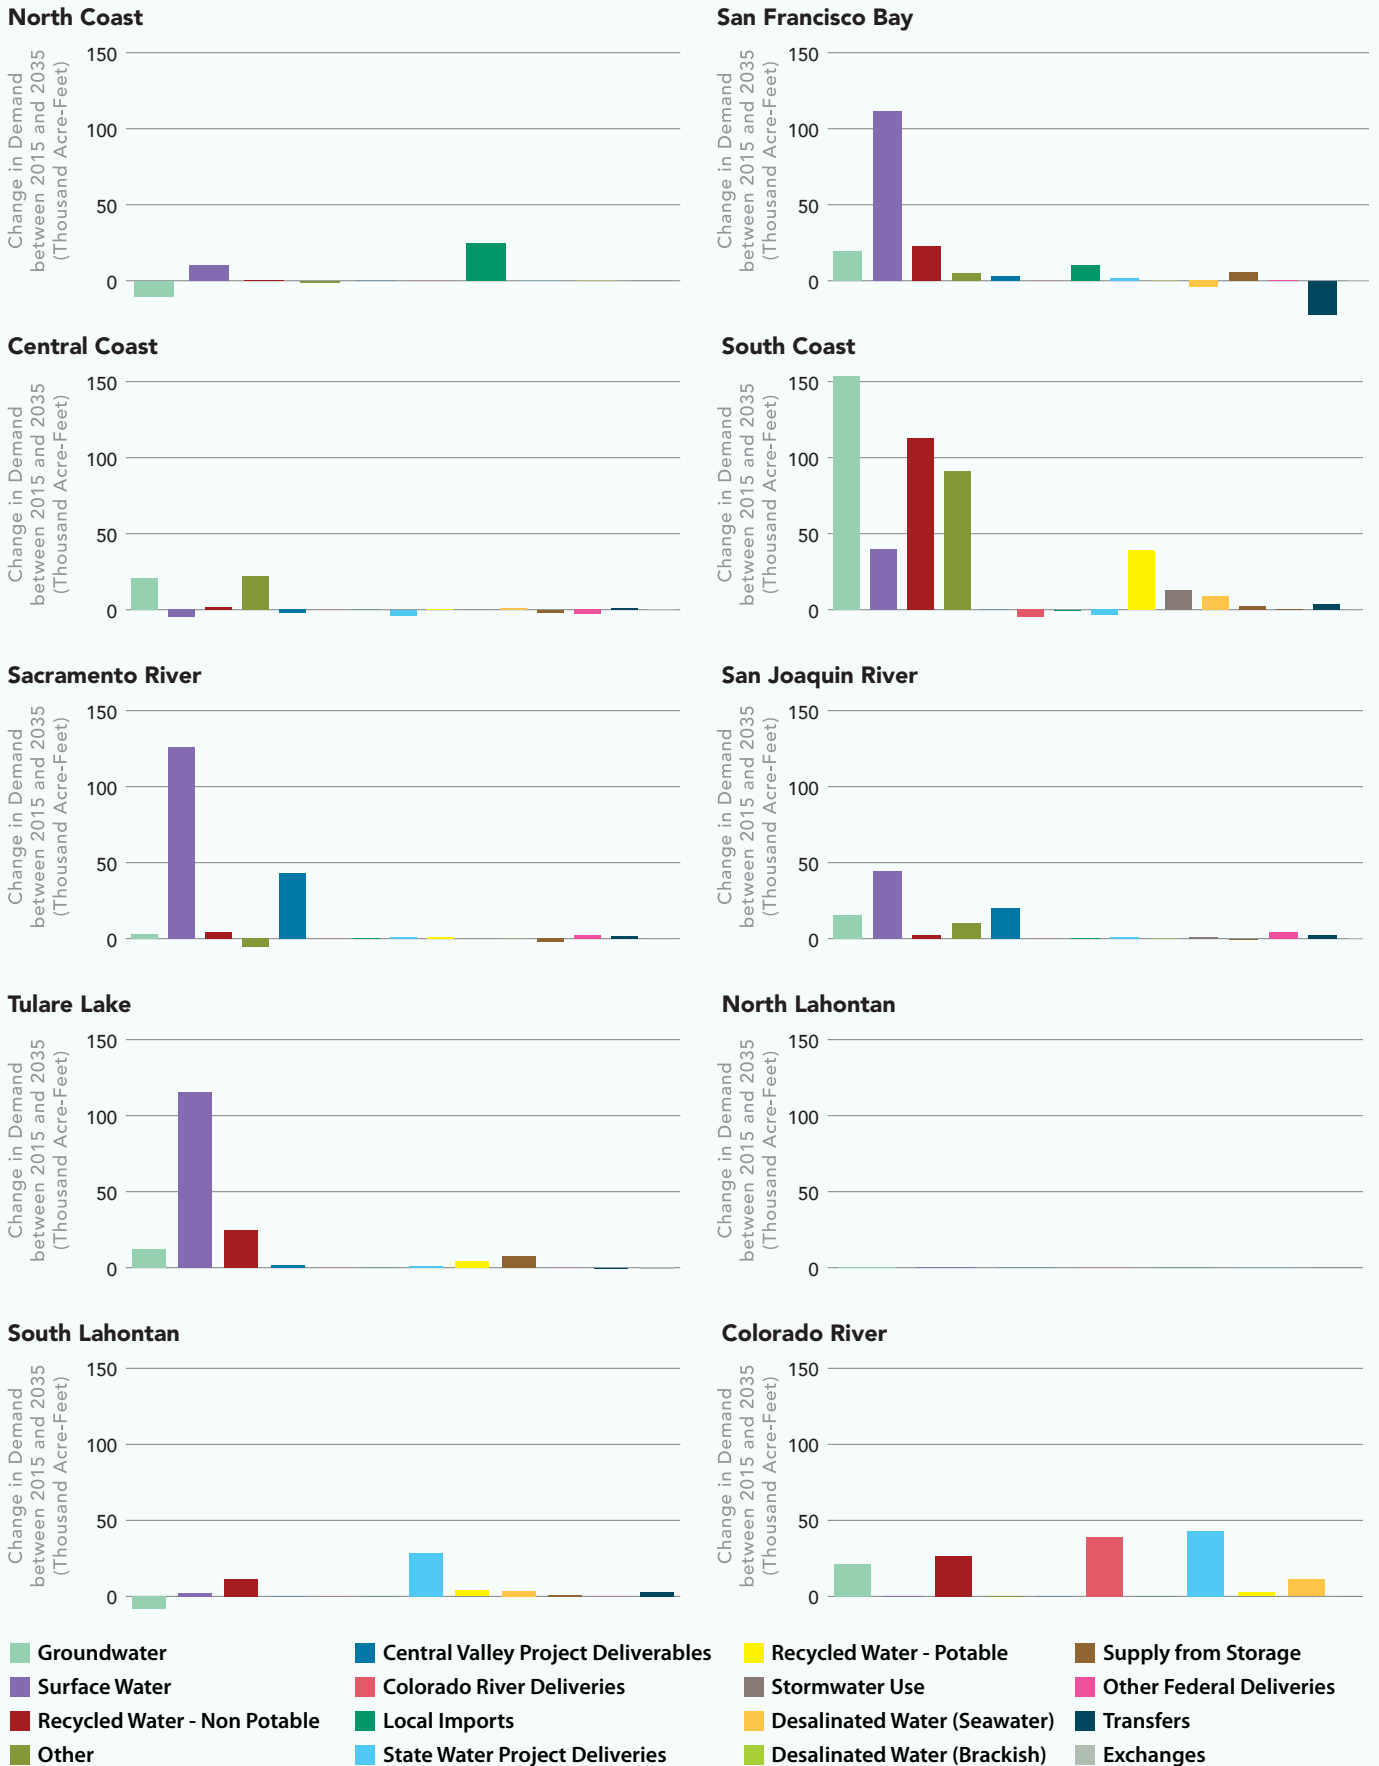 North Coast
Change in Demand
between 2015 and 2035
(Thousand Acre-Feet)
150
100
50
0
San Francisco Bay
Change in Demand
between 2015 and 2035
(Thousand Acre-Feet)
150
100
50
0
Central Coast
Change in Demand
between 2015 and 2035
(Thousand Acre-Feet)
150
100
50
0
South Coast
Change in Demand
between 2015 and 2035
(Thousand Acre-Feet)
150
100
50
0
Sacramento River
Change in Demand
between 2015 and 2035
(Thousand Acre-Feet)
150
100
50
0
San Joaquin River
Change in Demand
between 2015 and 2035
(Thousand Acre-Feet)
150
100
50
0
Tulare Lake
Change in Demand
between 2015 and 2035
(Thousand Acre-Feet)
150
100
50
0
North Lahontan
Change in Demand
between 2015 and 2035
(Thousand Acre-Feet)
150
100
50
0
South Lahontan
Change in Demand
between 2015 and 2035
(Thousand Acre-Feet)
150
100
50
0
Colorado River
Change in Demand
between 2015 and 2035
(Thousand Acre-Feet)
150
100
50
0
Groundwater
Surface Water
Recycled Water - Non Potable
Other
Central Valley Project Deliverables
Colorado River Deliveries
Local Imports
State Water Project Deliveries
Recycled Water - Potable
Stormwater Use
Desalinated Water (Seawater)
Desalinated Water (Brackish)
Supply from Storage
Other Federal Deliveries
Transfers
Exchanges